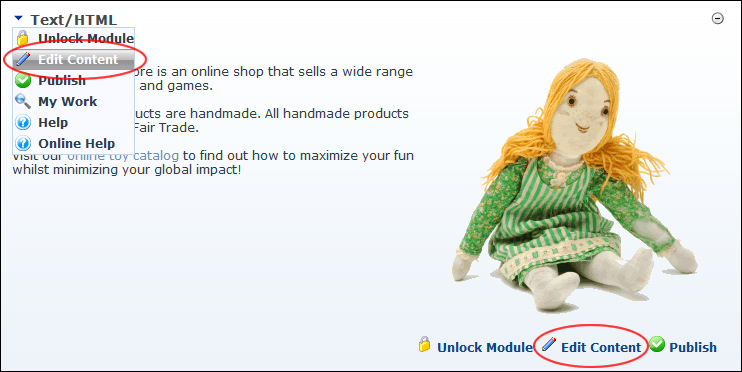 Text/HTML
Unlock Module
Edit Content
Publish
My Work
Help
Online Help
ore is an online shop that sells a wide range
and games.
ducts are handmade. All handmade products
Fair Trade.
Visit our online toy catalog to find out how to maximize your fun
whilst minimizing your global impact!
Unlock Module Edit Content Publish